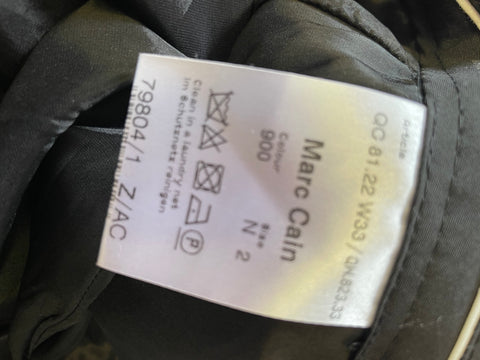 article
QC 81.22 W33 / QN.823.33
Marc Cain
Colour Size
900 N 2
P
clean in a laundry net
im Schutznetz reinigen
79804/1 Z/AC